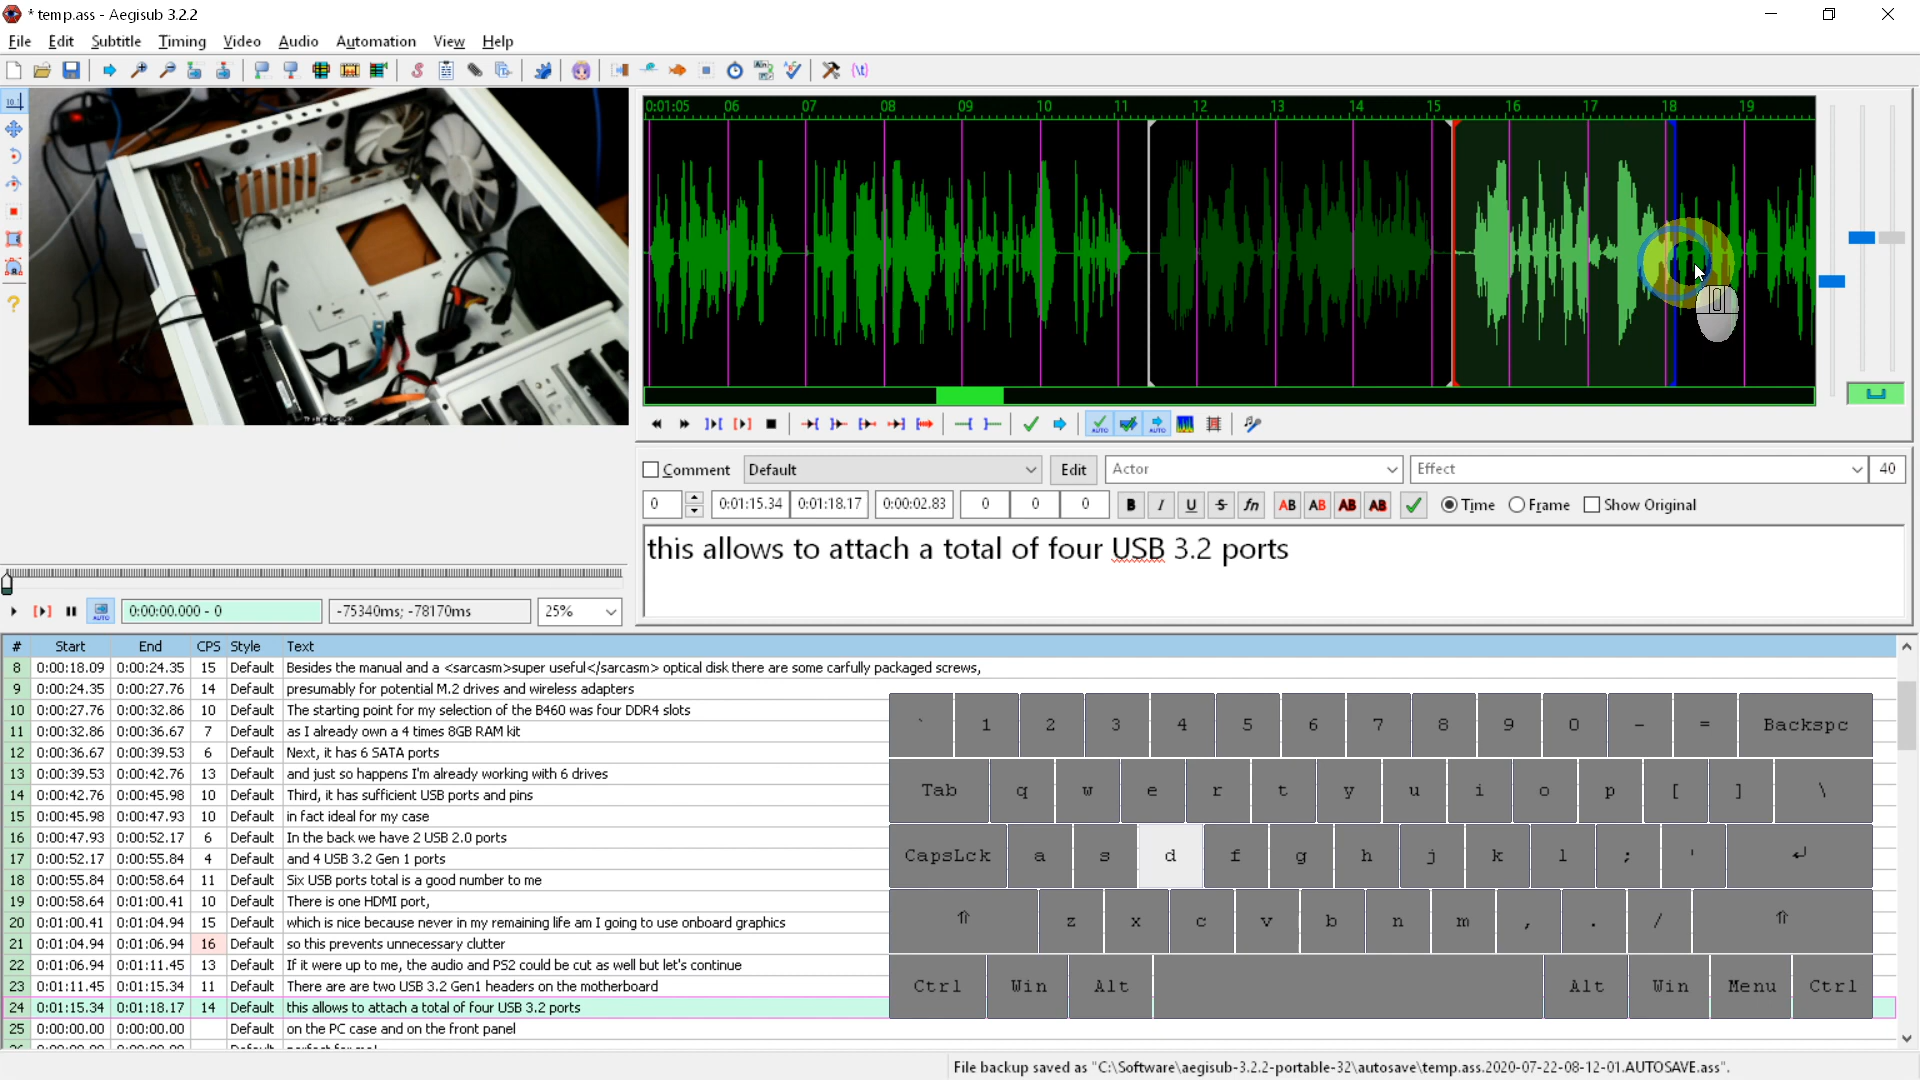 * temp.ass - Aegisub 3.2.2
File Edit Subtitle Timing Video Audio Automation View Help
0:01:05 06 07 08 09 10 11 12 13 14 15 16 17 18 19
Comment Default Edit Actor Effect 40
0 0:01:15.34 0:01:18.17 0:00:02.83 0 0 0 B I U S fn AB AB AB AB Time Frame Show Original
this allows to attach a total of four USB 3.2 ports
0:00:00.000 - 0 -75340ms; -78170ms 25%
# Start End CPS Style Text
8 0:00:18.09 0:00:24.35 15 Default Besides the manual and a <sarcasm>super useful</sarcasm> optical disk there are some carfully packaged screws,
9 0:00:24.35 0:00:27.76 14 Default presumably for potential M.2 drives and wireless adapters
10 0:00:27.76 0:00:32.86 10 Default The starting point for my selection of the B460 was four DDR4 slots
11 0:00:32.86 0:00:36.67 7 Default as I already own a 4 times 8GB RAM kit
12 0:00:36.67 0:00:39.53 6 Default Next, it has 6 SATA ports
13 0:00:39.53 0:00:42.76 13 Default and just so happens I'm already working with 6 drives
14 0:00:42.76 0:00:45.98 10 Default Third, it has sufficient USB ports and pins
15 0:00:45.98 0:00:47.93 10 Default in fact ideal for my case
16 0:00:47.93 0:00:52.17 6 Default In the back we have 2 USB 2.0 ports
17 0:00:52.17 0:00:55.84 4 Default and 4 USB 3.2 Gen 1 ports
18 0:00:55.84 0:00:58.64 11 Default Six USB ports total is a good number to me
19 0:00:58.64 0:01:00.41 10 Default There is one HDMI port,
20 0:01:00.41 0:01:04.94 15 Default which is nice because never in my remaining life am I going to use onboard graphics
21 0:01:04.94 0:01:06.94 16 Default so this prevents unnecessary clutter
22 0:01:06.94 0:01:11.45 13 Default If it were up to me, the audio and PS2 could be cut as well but let's continue
23 0:01:11.45 0:01:15.34 11 Default There are are two USB 3.2 Gen1 headers on the motherboard
24 0:01:15.34 0:01:18.17 14 Default this allows to attach a total of four USB 3.2 ports
25 0:00:00.00 0:00:00.00 Default on the PC case and on the front panel
` 1 2 3 4 5 6 7 8 9 0 - = Backspc
Tab q w e r t y u i o p [ ] \
CapsLck a s d f g h j k l ; ' ↵
⇧ z x c v b n m , . / ⇧
Ctrl Win Alt Alt Win Menu Ctrl
File backup saved as "C:\Software\aegisub-3.2.2-portable-32\autosave\temp.ass.2020-07-22-08-12-01.AUTOSAVE.ass".